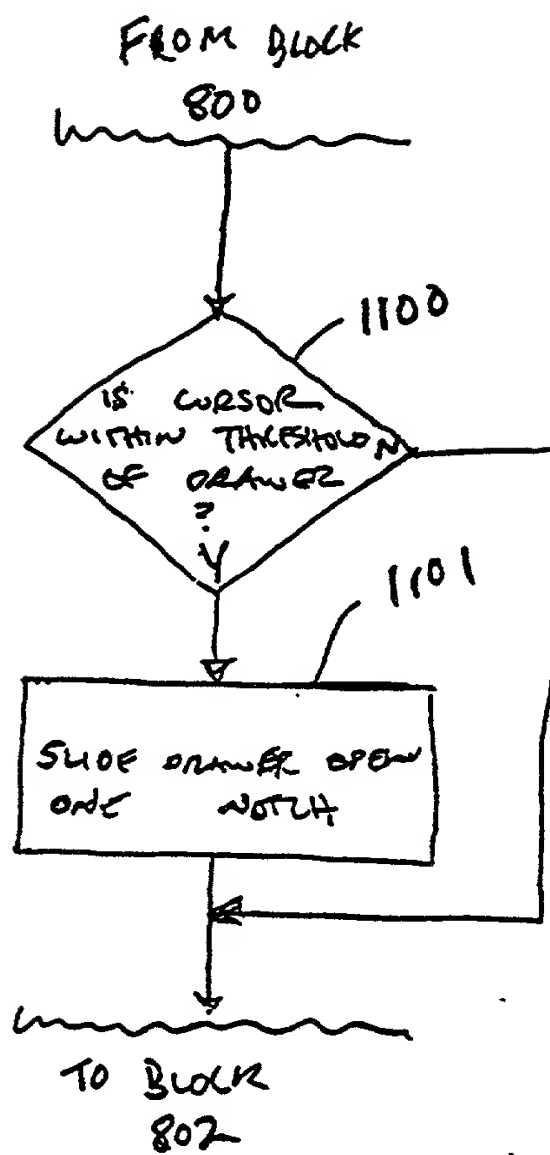 FROM BLOCK
800
1100
IS CURSOR
WITHIN THRESHOLD N
OF DRAWER
?
Y
1101
SLIDE DRAWER OPEN
ONE NOTCH
TO BLOCK
802